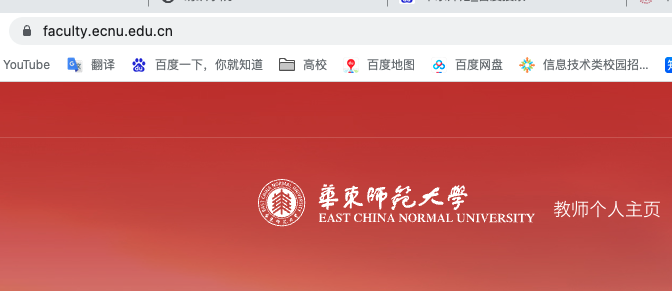 faculty.ecnu.edu.cn
YouTube 翻译 百度一下，你就知道 高校 百度地图 百度网盘 信息技术类校园招...
華東師範大學
EAST CHINA NORMAL UNIVERSITY
教师个人主页